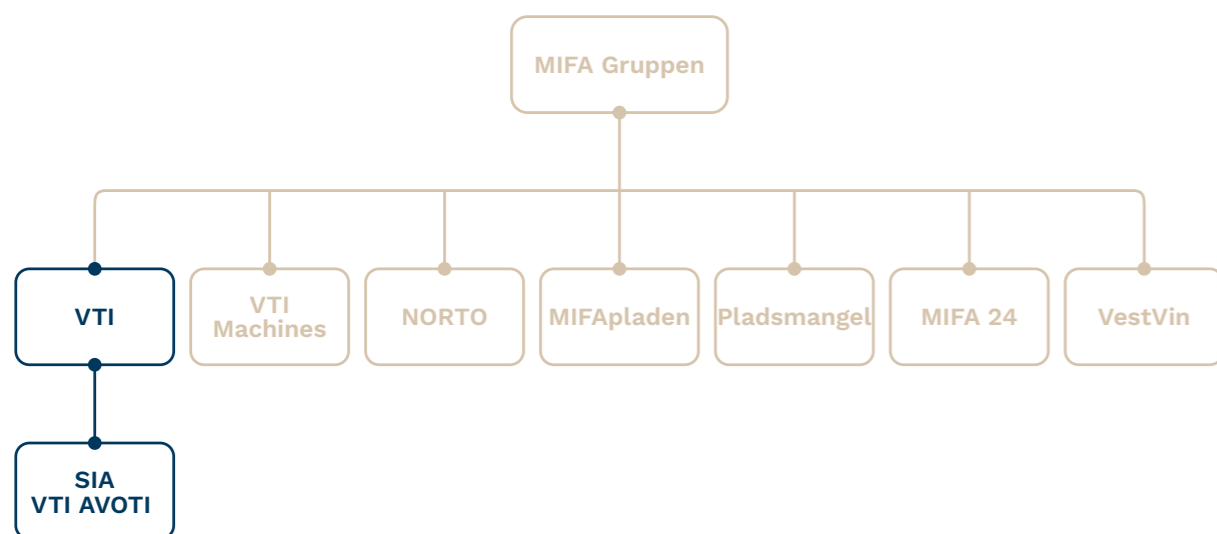 MIFA Gruppen
VTI
VTI
Machines
NORTO
MIFApladen
Pladsmangel
MIFA 24
VestVin
SIA
VTI AVOTI